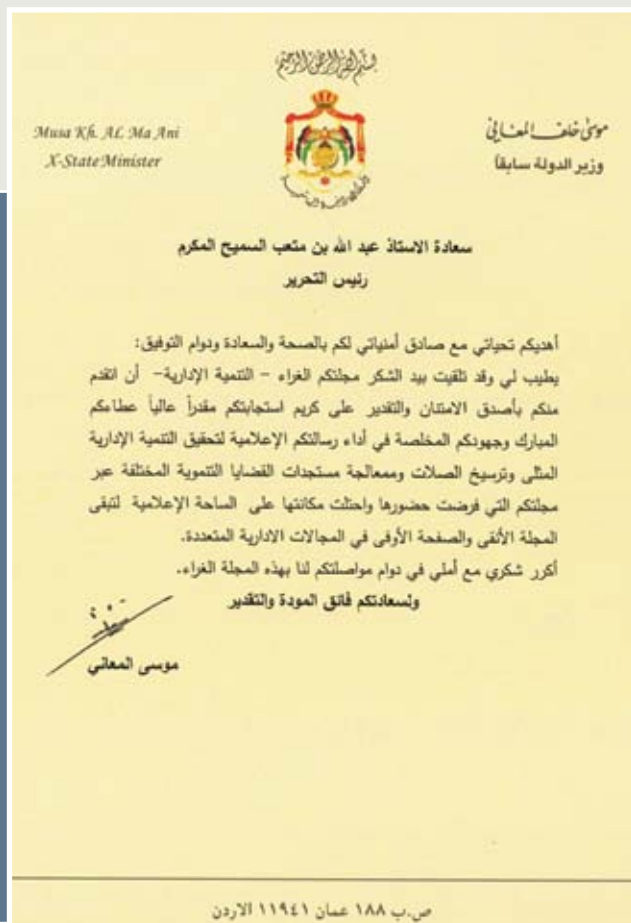 بسم الله الرحمن الرحيم
Musa Kh. AL Ma Ani
X-State Minister
موسى خلف المعاني
وزير الدولة سابقاً
سعادة الاستاذ عبد الله بن متعب السميح المكرم
رئيس التحرير
أهديكم تحياتي مع صادق أمنياتي لكم بالصحة والسعادة ودوام التوفيق:
يطيب لي وقد تلقيت بيد الشكر مجلتكم الغراء - التنمية الإدارية- أن اتقدم
منكم بأصدق الامتنان والتقدير على كريم استجابتكم مقدراً عالياً عطاءكم
المبارك وجهودكم المخلصة في أداء رسالتكم الإعلامية لتحقيق التنمية الإدارية
المثلى وترسيخ الصلات وممعالجة مستجدات القضايا التنموية المختلفة عبر
مجلتكم التي فرضت حضورها واحتلت مكانتها على الساحة الإعلامية لتبقى
المجلة الأنقى والصفحة الأوفى في المجالات الادارية المتعددة.
أكرر شكري مع أملي في دوام مواصلتكم لنا بهذه المجلة الغراء.
ولسعادتكم فائق المودة والتقدير
موسى المعاني
ص.ب ١٨٨ عمان ١١٩٤١ الاردن